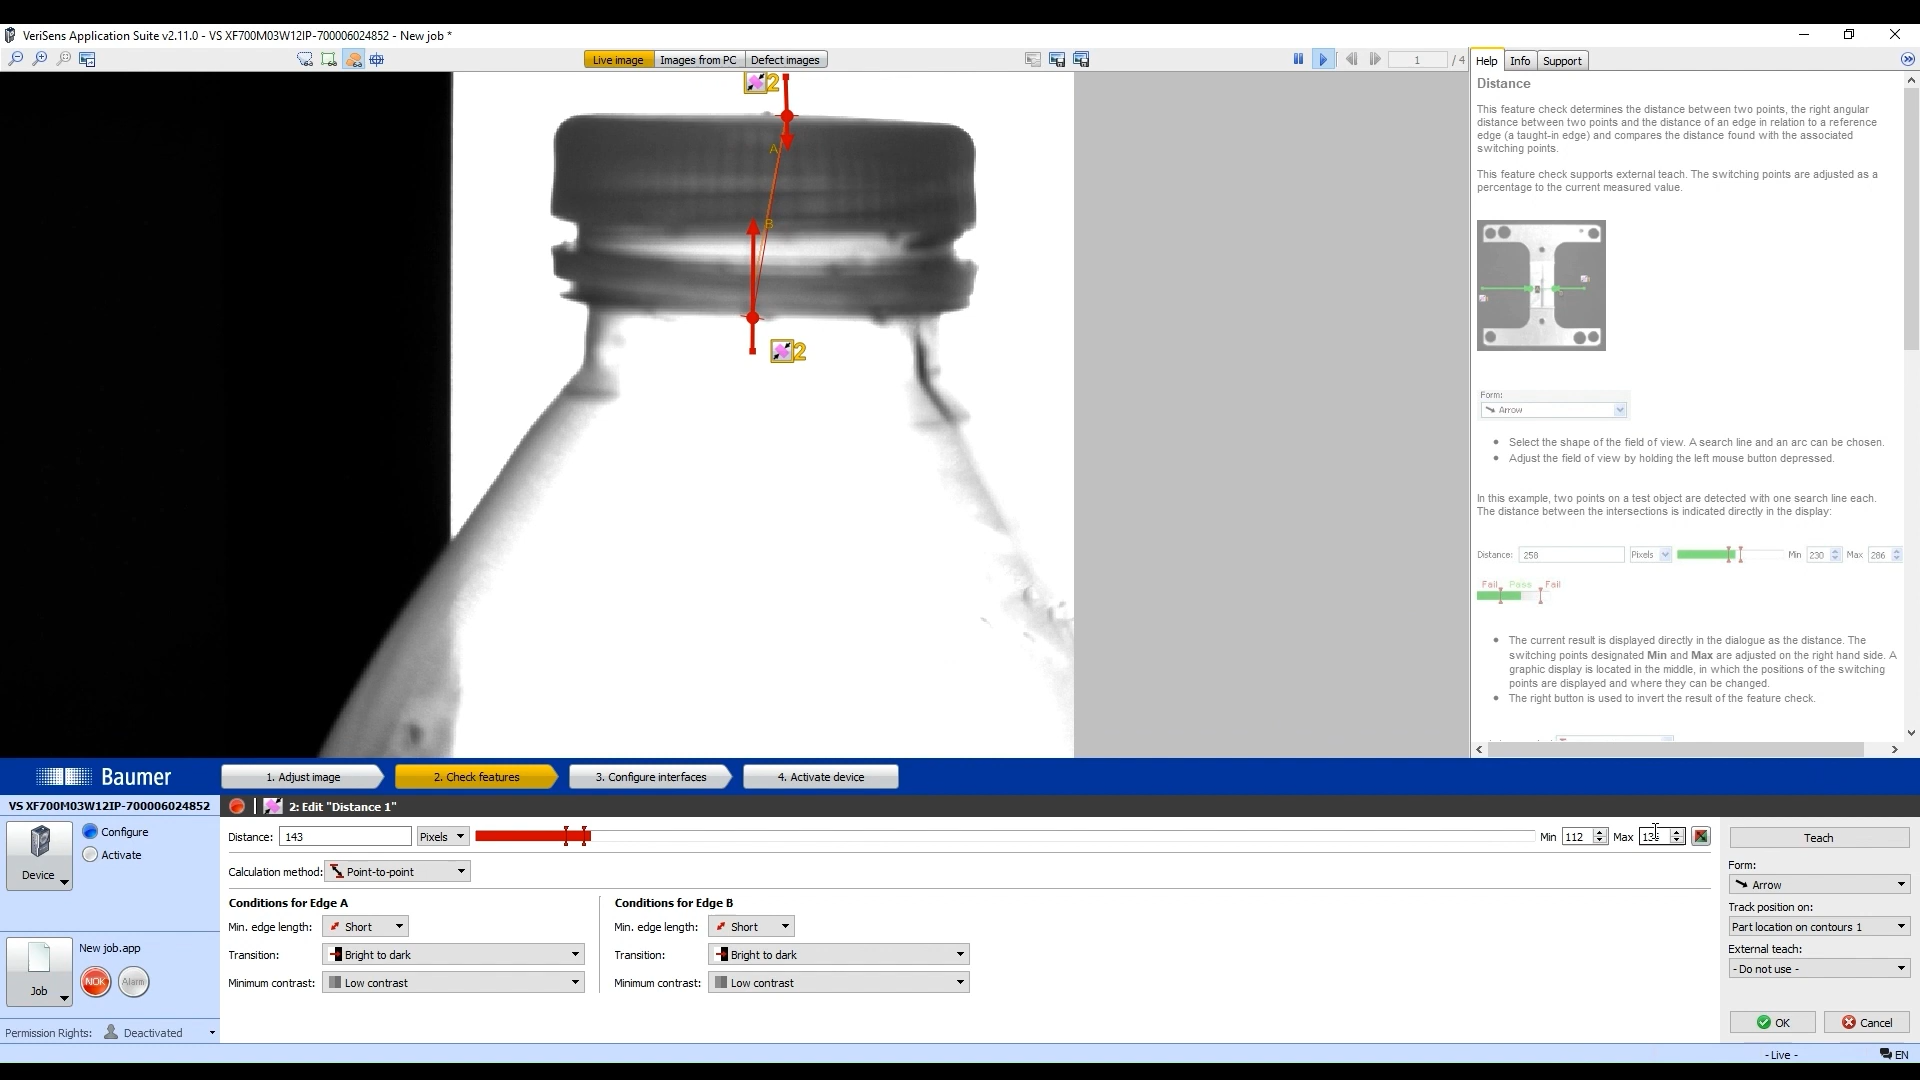 VeriSens Application Suite v2.11.0 - VS XF700M03W12IP-700006024852 - New job *
Live image
Images from PC
Defect images
1
/ 4
Help
Info
Support
2
A
B
2
Distance
This feature check determines the distance between two points, the right angular
distance between two points and the distance of an edge in relation to a reference
edge (a taught-in edge) and compares the distance found with the associated
switching points.
This feature check supports external teach. The switching points are adjusted as a
percentage to the current measured value.
Form:
Arrow
• Select the shape of the field of view. A search line and an arc can be chosen.
• Adjust the field of view by holding the left mouse button depressed.
In this example, two points on a test object are detected with one search line each.
The distance between the intersections is indicated directly in the display:
Distance: 258 Pixels Min 230 Max 286
Fail Pass Fail
• The current result is displayed directly in the dialogue as the distance. The
switching points designated Min and Max are adjusted on the right hand side. A
graphic display is located in the middle, in which the positions of the switching
points are displayed and where they can be changed.
• The right button is used to invert the result of the feature check.
Baumer
1. Adjust image
2. Check features
3. Configure interfaces
4. Activate device
VS XF700M03W12IP-700006024852
Device
Configure
Activate
New job.app
Job
NOK
Alarm
Permission Rights: Deactivated
2: Edit "Distance 1"
Distance: 143 Pixels Min 112 Max
Calculation method: Point-to-point
Conditions for Edge A
Min. edge length: Short
Transition: Bright to dark
Minimum contrast: Low contrast
Conditions for Edge B
Min. edge length: Short
Transition: Bright to dark
Minimum contrast: Low contrast
Teach
Form:
Arrow
Track position on:
Part location on contours 1
External teach:
- Do not use -
OK
Cancel
- Live -
EN